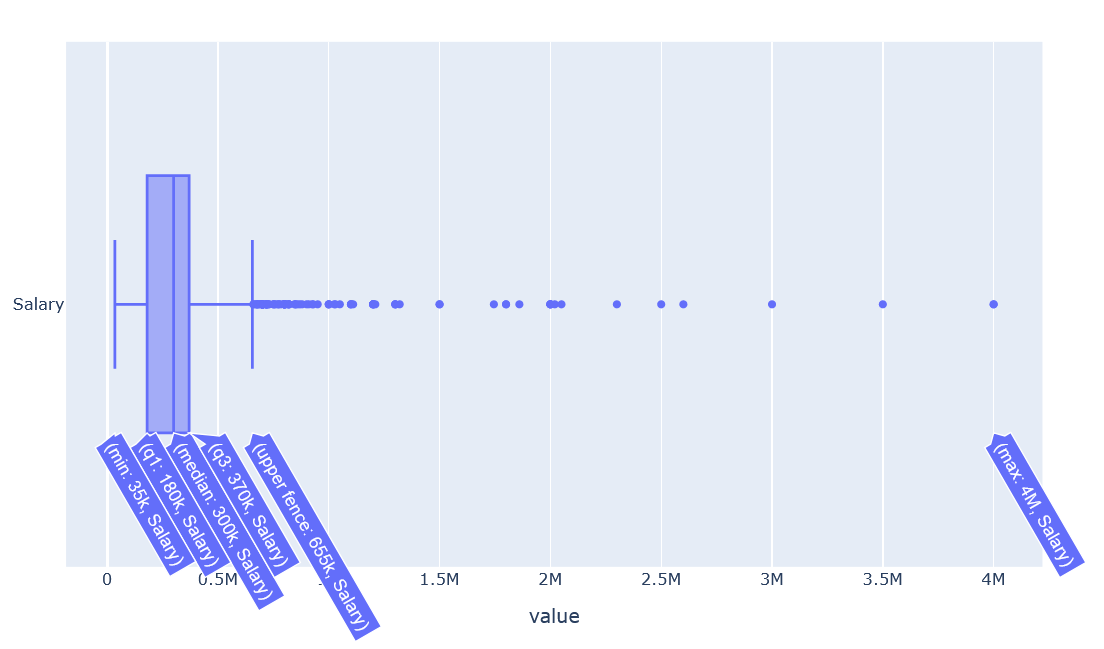 Salary
(min: 35k, Salary)
(q1: 180k, Salary)
(median: 300k, Salary)
(q3: 370k, Salary)
(upper fence: 655k, Salary)
(max: 4M, Salary)
0 0.5M 1.5M 2M 2.5M 3M 3.5M 4M
value